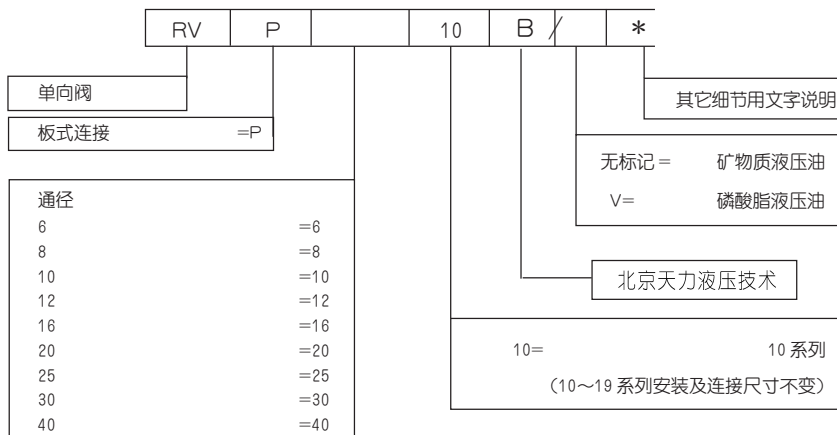 RV P 10 B / *
单向阀
板式连接 =P
其它细节用文字说明
无标记= 矿物质液压油
V= 磷酸脂液压油
通径
6 =6
8 =8
10 =10
12 =12
16 =16
20 =20
25 =25
30 =30
40 =40
北京天力液压技术
10= 10系列
(10~19系列安装及连接尺寸不变)